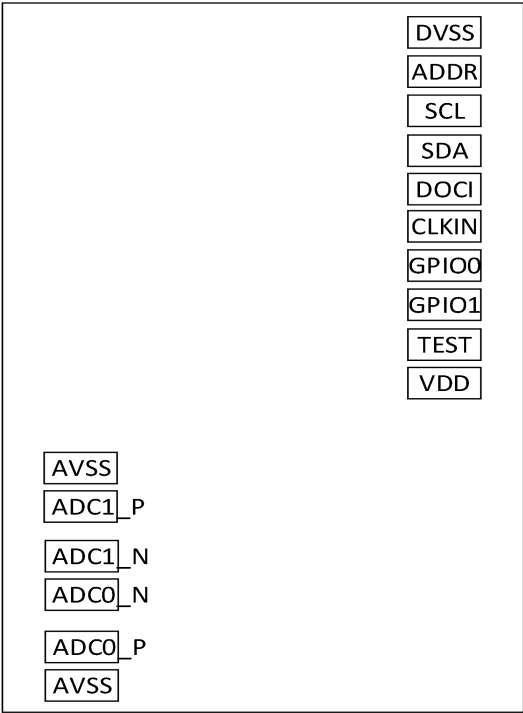 DVSS
ADDR
SCL
SDA
DOCI
CLKIN
GPIO0
GPIO1
TEST
VDD
AVSS
ADC1_P
ADC1_N
ADC0_N
ADC0_P
AVSS